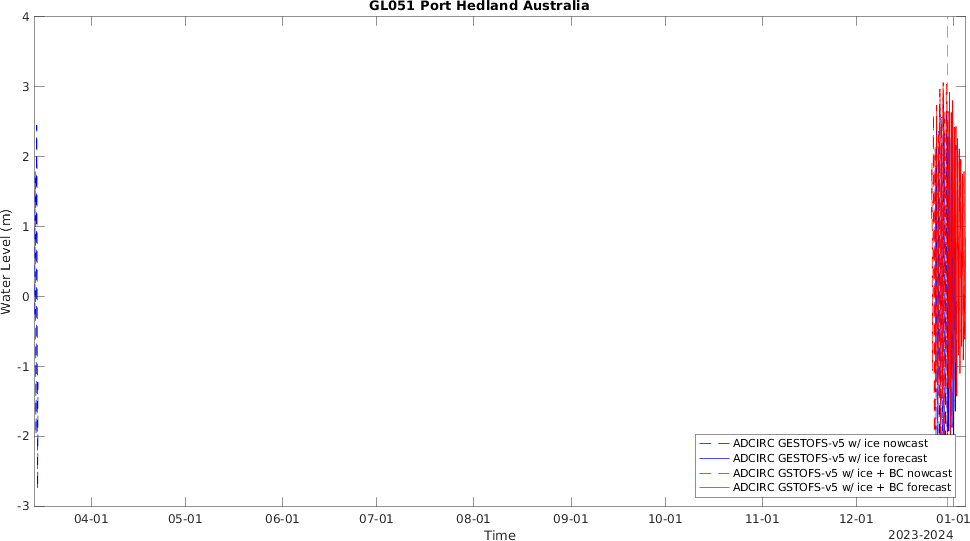 GL051 Port Hedland Australia
Water Level (m)
4
3
2
1
0
-1
-2
-3
ADCIRC GESTOFS-v5 w/ ice nowcast
ADCIRC GESTOFS-v5 w/ ice forecast
ADCIRC GSTOFS-v5 w/ ice + BC nowcast
ADCIRC GSTOFS-v5 w/ ice + BC forecast
04-01 05-01 06-01 07-01 08-01 09-01 10-01 11-01 12-01 01-01
Time
2023-2024